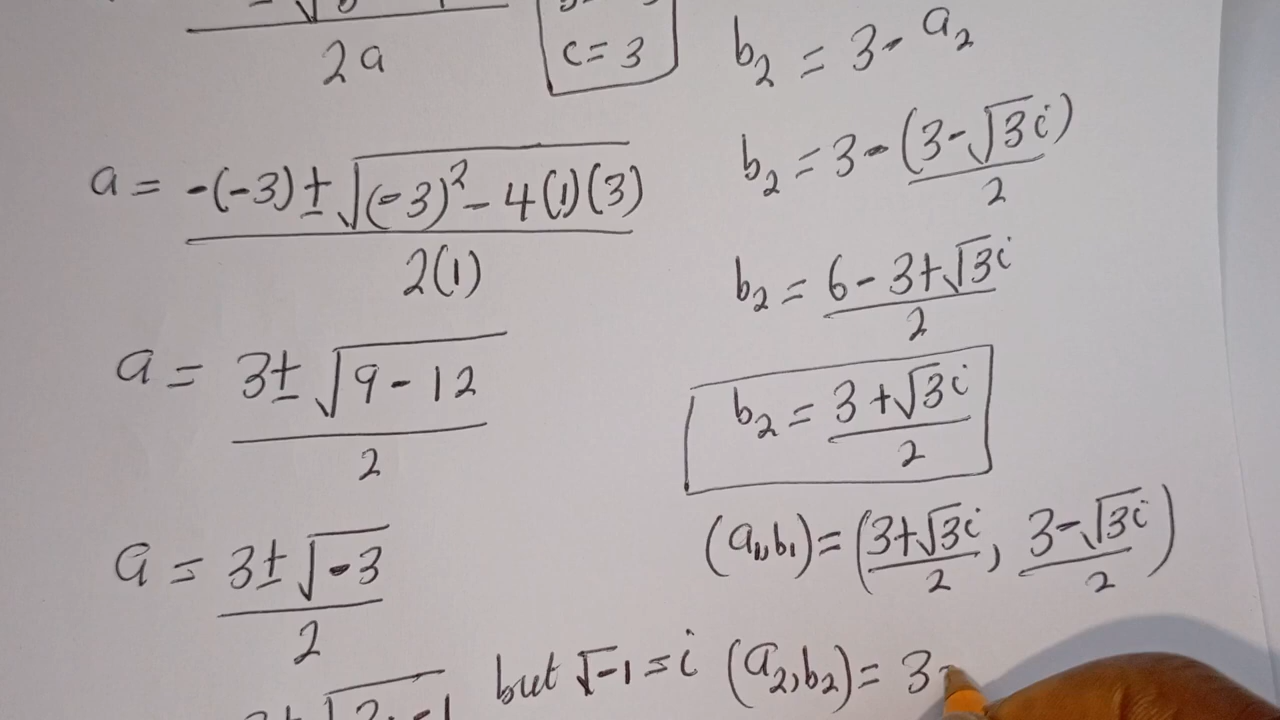 2a
c = 3
a = -(-3) ± √(-3)² - 4(1)(3)
2(1)
a = 3 ± √9 - 12
2
a = 3 ± √-3
2
but √-1 = i
b₂ = 3 - a₂
b₂ = 3 - (3 - √3i)
2
b₂ = 6 - 3 + √3i
2
b₂ = 3 + √3i
2
(a₁, b₁) = (3 + √3i / 2, 3 - √3i / 2)
(a₂, b₂) = 3